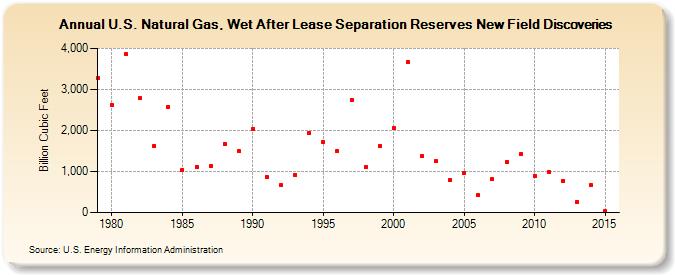 Annual U.S. Natural Gas, Wet After Lease Separation Reserves New Field Discoveries
Billion Cubic Feet
4,000
3,000
2,000
1,000
0
1980 1985 1990 1995 2000 2005 2010 2015
Source: U.S. Energy Information Administration